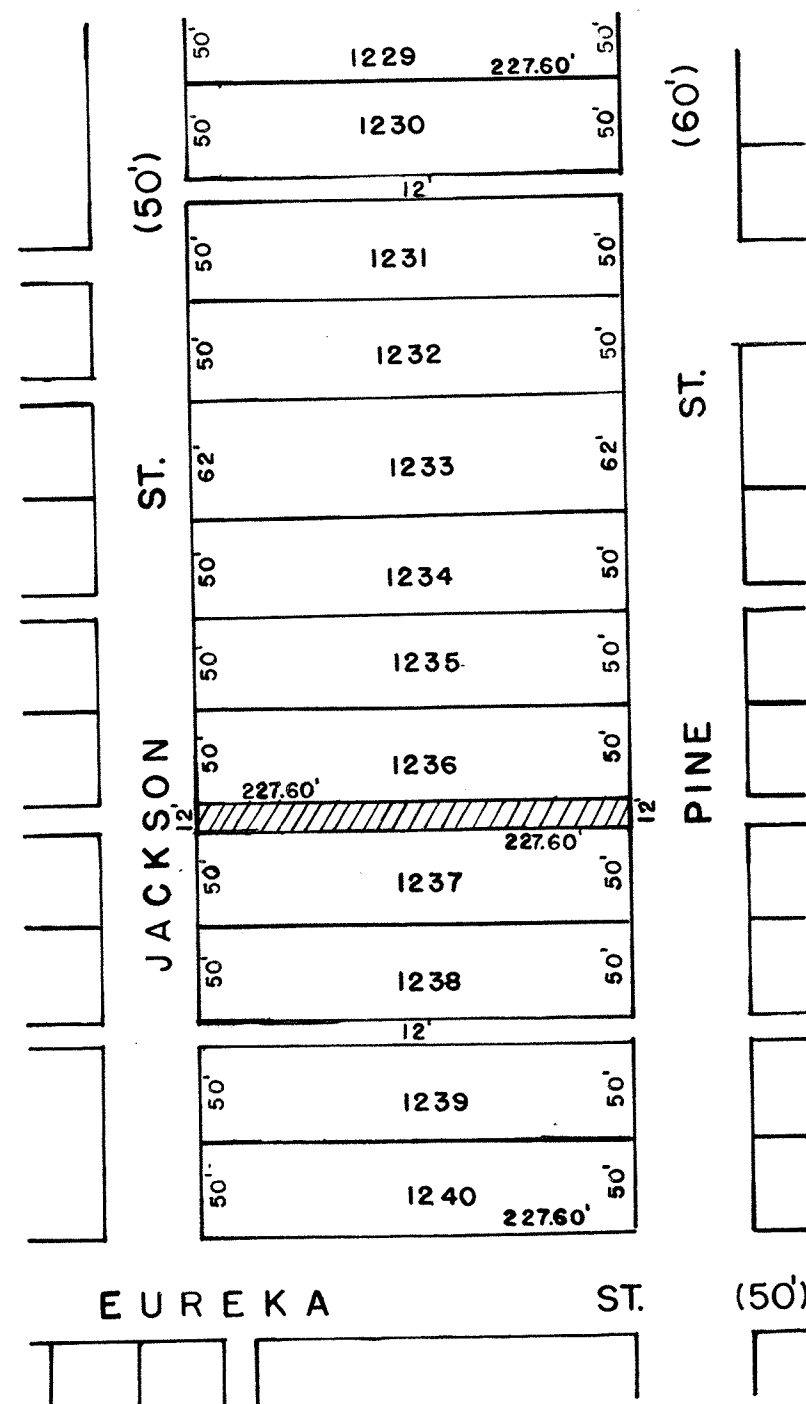 50' 1229 227.60' 50'
50' 1230 50'
12'
50' 1231 50'
50' 1232 50'
62' 1233 62'
50' 1234 50'
50' 1235 50'
50' 1236 50'
227.60'
12' 12'
227.60'
50' 1237 50'
50' 1238 50'
12'
50' 1239 50'
50' 1240 227.60' 50'
JACKSON ST. (50')
PINE ST. (60')
EUREKA ST. (50')